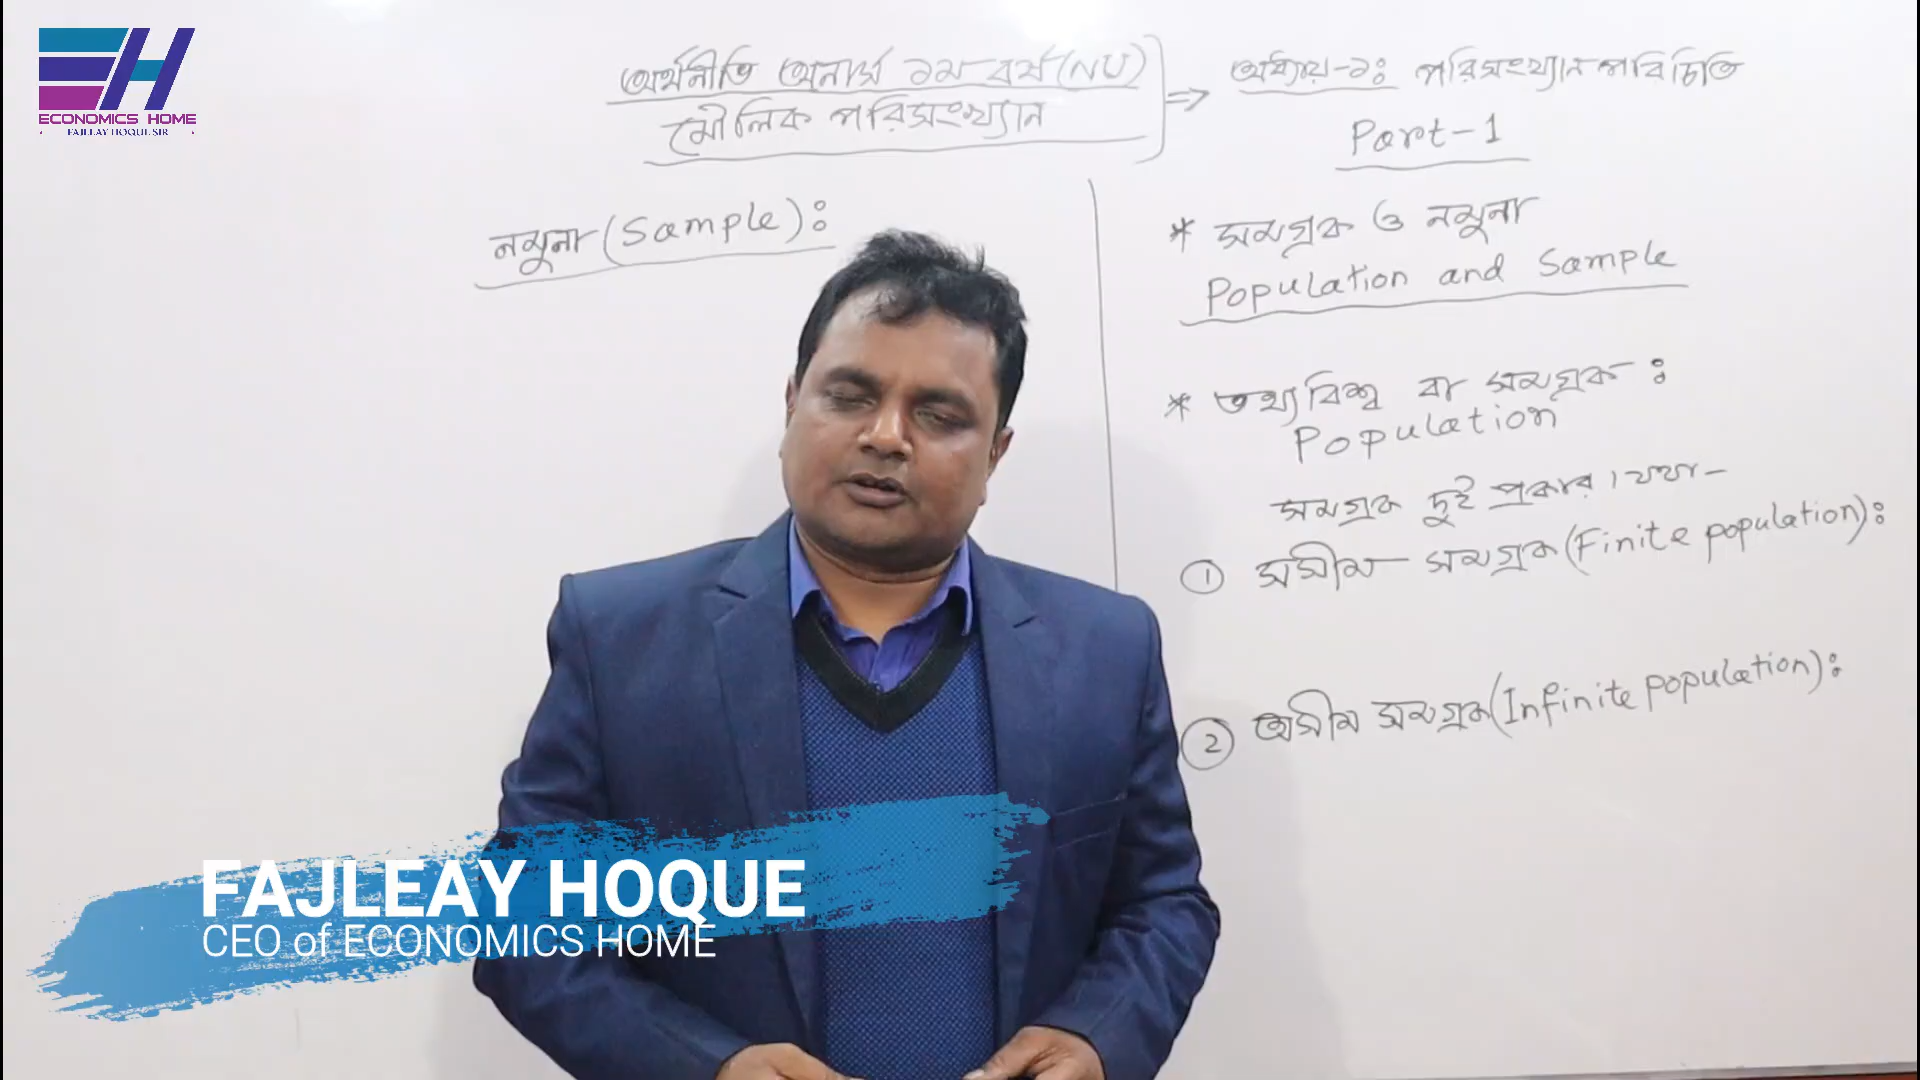 ECONOMICS HOME
FAJLEAY HOQUE SIR
অর্থনীতি অনার্স ১ম বর্ষ (NU)
মৌলিক পরিসংখ্যান
⇒ অধ্যায়-১ঃ পরিসংখ্যান পরিচিতি
Part-1
নমুনা (Sample)ঃ
* সমগ্রক ও নমুনা
Population and Sample
* তথ্যবিশ্ব বা সমগ্রকঃ
Population
সমগ্রক দুই প্রকার। যথা-
① সসীম সমগ্রক (Finite population)ঃ
② অসীম সমগ্রক (Infinite population)ঃ
FAJLEAY HOQUE
CEO of ECONOMICS HOME